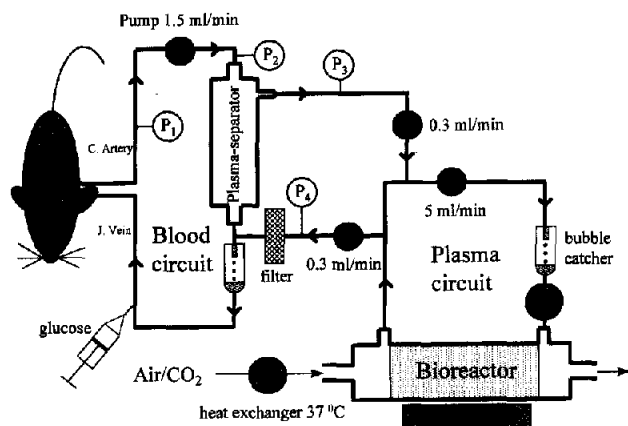 Pump 1.5 ml/min
P2
P3
P1
C. Artery
Plasma-separator
0.3 ml/min
P4
5 ml/min
J. Vein
Blood
circuit
filter
0.3 ml/min
Plasma
circuit
bubble
catcher
glucose
Air/CO2
Bioreactor
heat exchanger 37 ⁰C